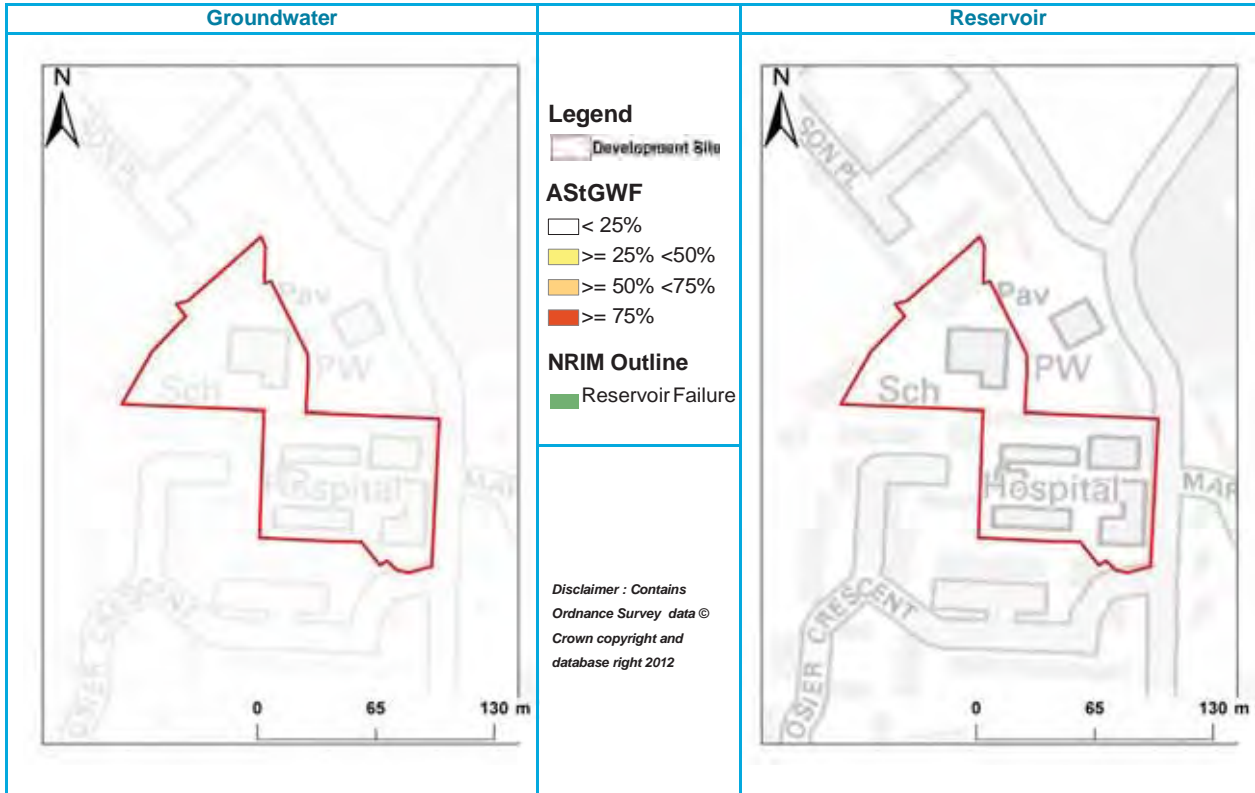 Groundwater
Reservoir
N
SON PL
Pav
PW
Sch
Hospital
MAR
OSIER CRESCENT
0 65 130 m
Legend
Development Site
AStGWF
< 25%
>= 25% <50%
>= 50% <75%
>= 75%
NRIM Outline
Reservoir Failure
Disclaimer : Contains
Ordnance Survey data ©
Crown copyright and
database right 2012
N
SON PL
Pav
PW
Sch
Hospital
MAR
OSIER CRESCENT
0 65 130 m